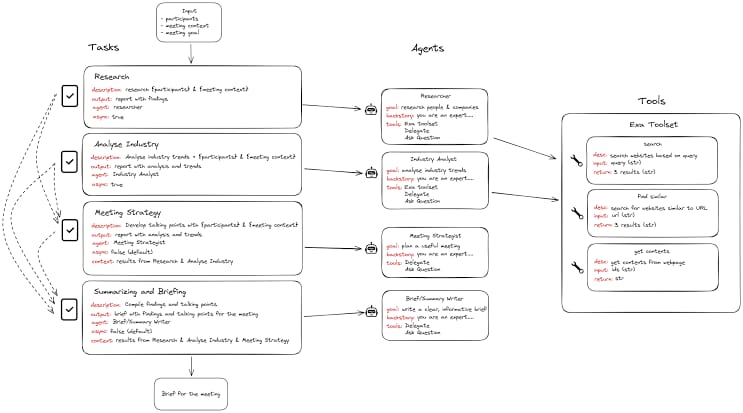 Input
- participants
- meeting context
- meeting goal
Tasks
Agents
Tools
Research
description: research {participants} & {meeting context}
output: report with findings
agent: researcher
async: true
Analyse Industry
description: Analyse industry trends + {participants} & {meeting context}
output: report with analysis and trends
agent: Industry Analyst
async: true
Meeting Strategy
description: Develop talking points with {participants} & {meeting context}
output: report with analysis and trends
agent: Meeting Strategist
async: false (default)
context: results from Research & Analyse Industry
Summarizing and Briefing
description: Compile findings and talking points
output: brief with findings and talking points for the meeting
agent: Brief/Summary Writer
async: false (default)
context: results from Research & Analyse Industry & Meeting Strategy
Brief for the meeting
Researcher
goal: research people & companies
backstory: you are an expert...
tools: Exa Toolset
Delegate
Ask Question
Industry Analyst
goal: analyse industry trends
backstory: you are an expert...
tools: Exa Toolset
Delegate
Ask Question
Meeting Strategist
goal: plan a useful meeting
backstory: you are an expert...
tools: Delegate
Ask Question
Brief/Summary Writer
goal: write a clear, informative brief
backstory: you are an expert...
tools: Delegate
Ask Question
Exa Toolset
search
desc: search websites based on query
input: query (str)
return: 3 results (str)
Find similar
desc: search for websites similar to URL
input: url (str)
return: 3 results (str)
get contents
desc: get contents from webpage
input: ids (str)
return: str